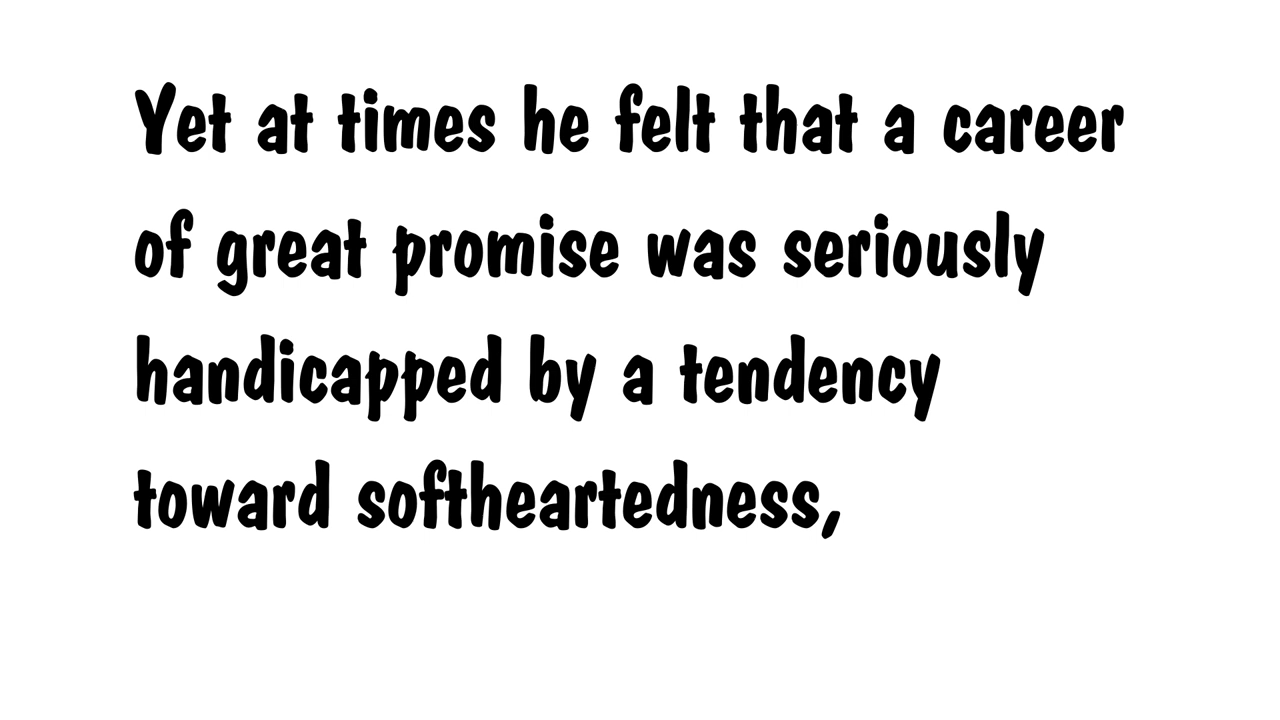 Yet at times he felt that a career
of great promise was seriously
handicapped by a tendency
toward softheartedness,